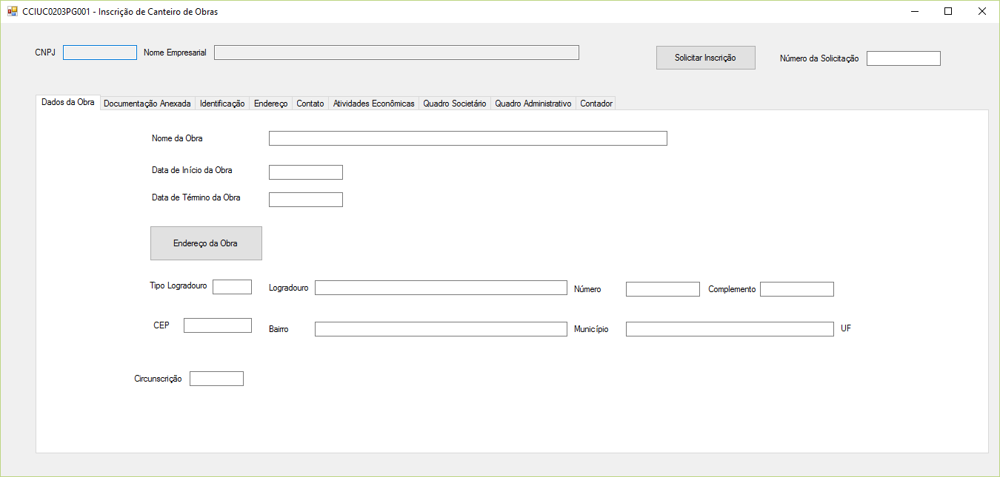 CCIUC0203PG001 - Inscrição de Canteiro de Obras
CNPJ Nome Empresarial Solicitar Inscrição Número da Solicitação
Dados da Obra Documentação Anexada Identificação Endereço Contato Atividades Econômicas Quadro Societário Quadro Administrativo Contador
Nome da Obra
Data de Início da Obra
Data de Término da Obra
Endereço da Obra
Tipo Logradouro Logradouro Número Complemento
CEP Bairro Município UF
Circunscrição